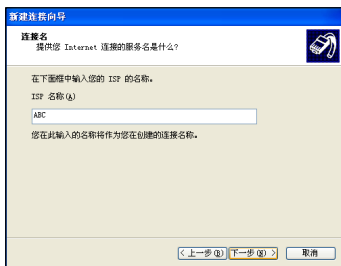 新建连接向导
连接名
提供您 Internet 连接的服务名是什么?
在下面框中输入您的 ISP 的名称。
ISP 名称(A)
ABC
您在此输入的名称将作为您在创建的连接名称。
< 上一步(B) 下一步(N) > 取消